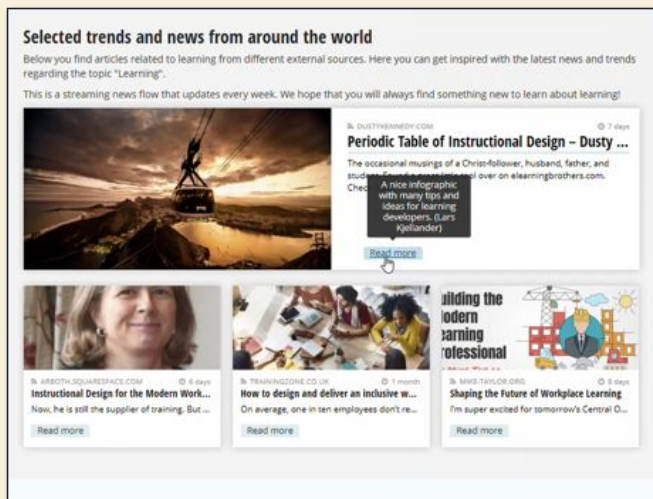 Selected trends and news from around the world
Below you find articles related to learning from different external sources. Here you can get inspired with the latest news and trends
regarding the topic "Learning".
This is a streaming news flow that updates every week. We hope that you will always find something new to learn about learning!
DUSTYKENNEDY.COM 7 days
Periodic Table of Instructional Design – Dusty ...
The occasional musings of a Christ-follower, husband, father, and
tool over on elearningbrothers.com.
A nice infographic
with many tips and
ideas for learning
developers. (Lars
Kjellander)
Read more
uilding the
odern
earning
rofessional
ARBOTH.SQUARESPACE.COM 6 days
Instructional Design for the Modern Work...
Now, he is still the supplier of training. But ...
Read more
TRAININGZONE.CO.UK 1 month
How to design and deliver an inclusive w...
On average, one in ten employees don't re...
Read more
MIKE-TAYLOR.ORG 8 days
Shaping the Future of Workplace Learning
I'm super excited for tomorrow's Central O...
Read more